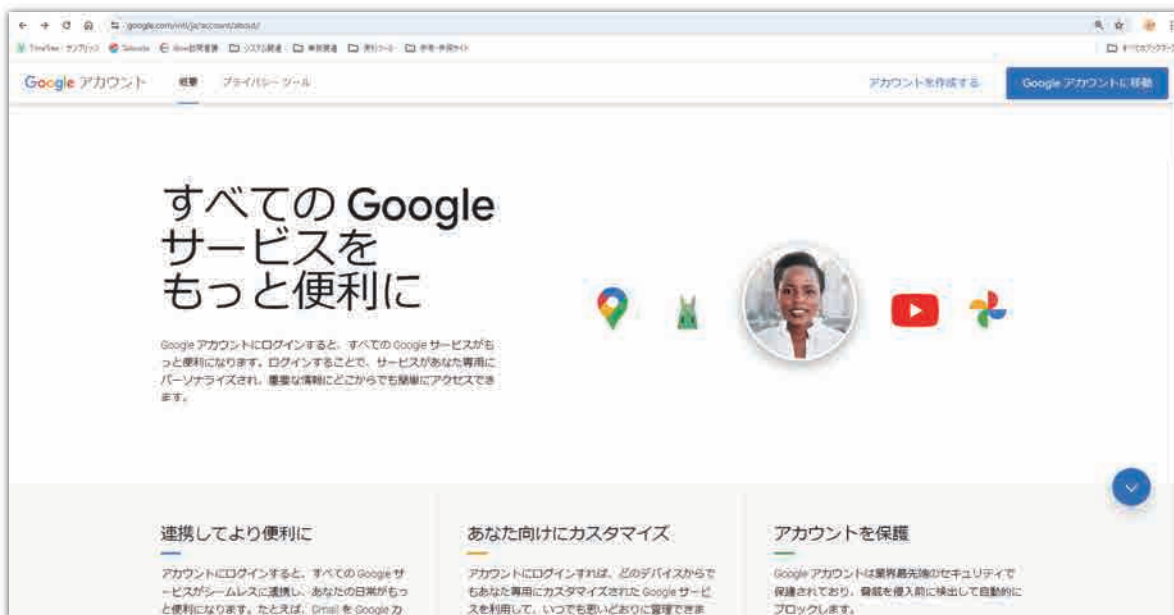 google.com/intl/ja/account/about/
Google アカウント 概要 プライバシー ツール アカウントを作成する Google アカウントに移動
すべての Google
サービスを
もっと便利に
Google アカウントにログインすると、すべての Google サービスがも
っと便利になります。ログインすることで、サービスがあなた専用に
パーソナライズされ、重要な情報にどこからでも簡単にアクセスでき
ます。
連携してより便利に
アカウントにログインすると、すべての Google サ
ービスがシームレスに連携し、あなたの日常がもっ
と便利になります。たとえば、Gmail を Google カ
あなた向けにカスタマイズ
アカウントにログインすれば、どのデバイスからで
もあなた専用にカスタマイズされた Google サービ
スを利用して、いつでも思いどおりに管理できま
アカウントを保護
Google アカウントは業界最先端のセキュリティで
保護されており、脅威を侵入前に検出して自動的に
ブロックします。